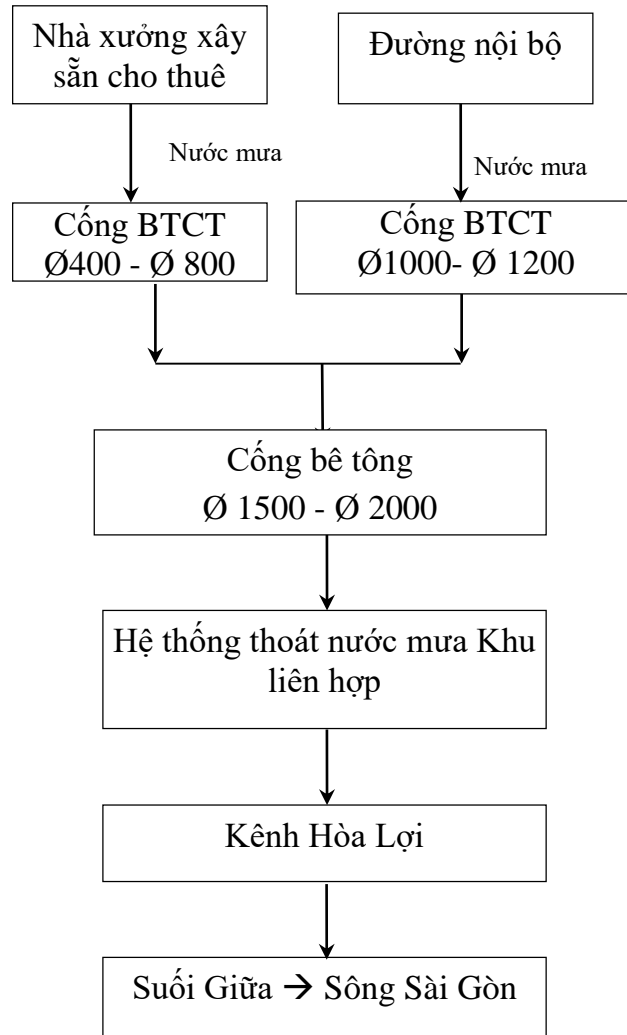 Nhà xưởng xây
sẵn cho thuê
Đường nội bộ
Nước mưa
Nước mưa
Cống BTCT
Ø400 - Ø 800
Cống BTCT
Ø1000- Ø 1200
Cống bê tông
Ø 1500 - Ø 2000
Hệ thống thoát nước mưa Khu
liên hợp
Kênh Hòa Lợi
Suối Giữa → Sông Sài Gòn